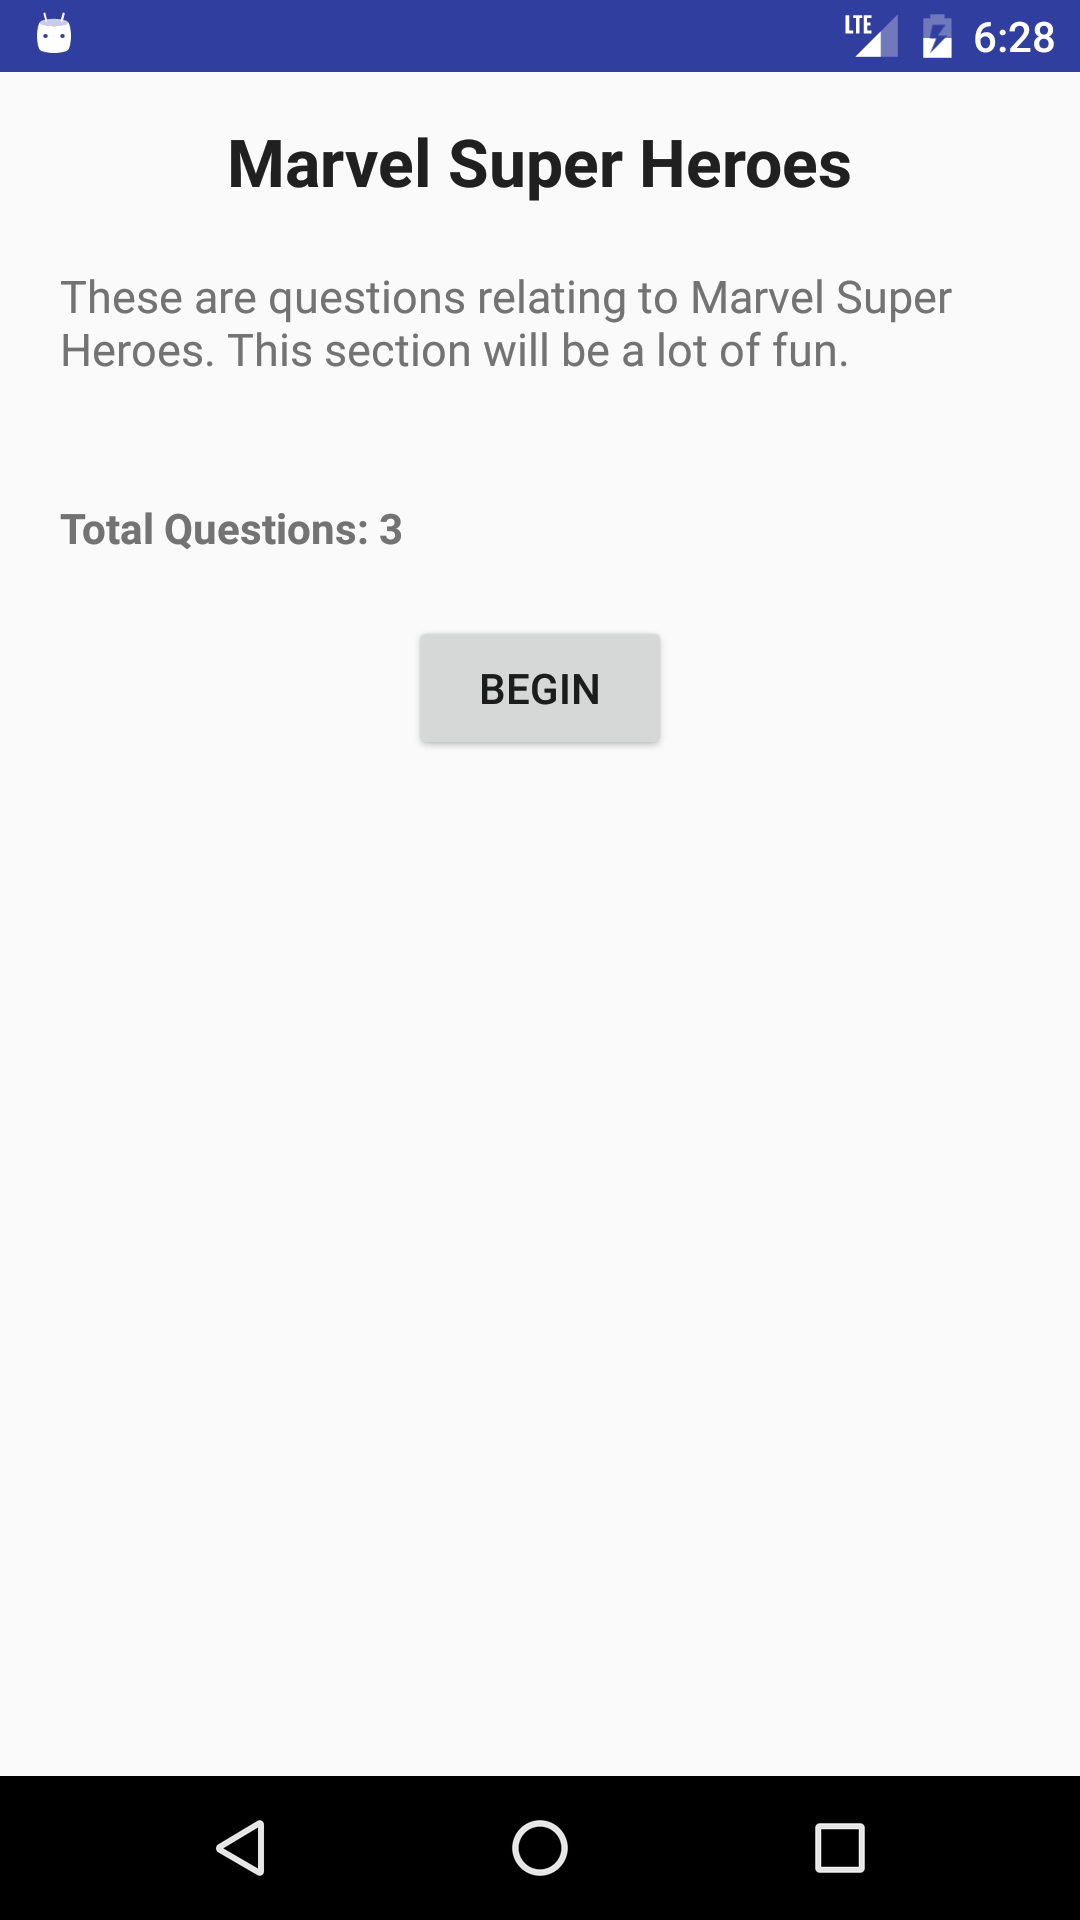 LTE 6:28
Marvel Super Heroes
These are questions relating to Marvel Super
Heroes. This section will be a lot of fun.
Total Questions: 3
BEGIN